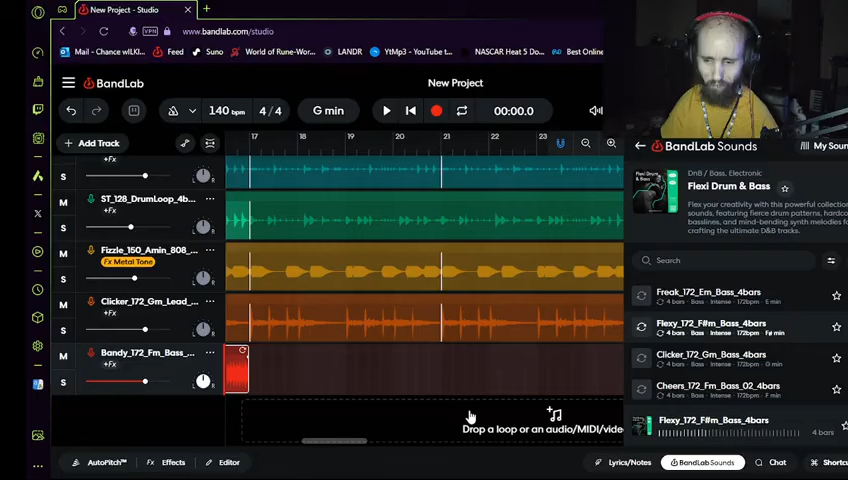 New Project - Studio
VPN
www.bandlab.com/studio
Mail - Chance wILKI...
Feed
Suno
World of Rune-Wor...
LANDR
YtMp3 - YouTube t...
NASCAR Heat 5 Do...
Best Online
BandLab
New Project
140 bpm
4/4
G min
00:00.0
Add Track
17
18
19
20
21
22
23
+Fx
S
L
R
M
ST_128_DrumLoop_4b...
+Fx
S
L
R
M
Fizzle_150_Amin_808_...
Fx Metal Tone
S
L
R
M
Clicker_172_Gm_Lead_...
+Fx
S
L
R
M
Bandy_172_Fm_Bass_...
+Fx
S
L
R
Drop a loop or an audio/MIDI/video
BandLab Sounds
My Soun
DnB / Bass, Electronic
Flexi Drum & Bass
Flex your creativity with this powerful collection
sounds, featuring fierce drum patterns, hardco
basslines, and mind-bending synth melodies for
crafting the ultimate D&B tracks.
Search
Freak_172_Em_Bass_4bars
4 bars · Bass · Intense · 172bpm · E min
Flexy_172_F#m_Bass_4bars
4 bars · Bass · Intense · 172bpm · F# min
Clicker_172_Gm_Bass_4bars
4 bars · Bass · Intense · 172bpm · G min
Cheers_172_Fm_Bass_02_4bars
4 bars · Bass · Intense · 172bpm · F min
Flexy_172_F#m_Bass_4bars
4 bars
AutoPitch™
Fx Effects
Editor
Lyrics/Notes
BandLab Sounds
Chat
Shortc